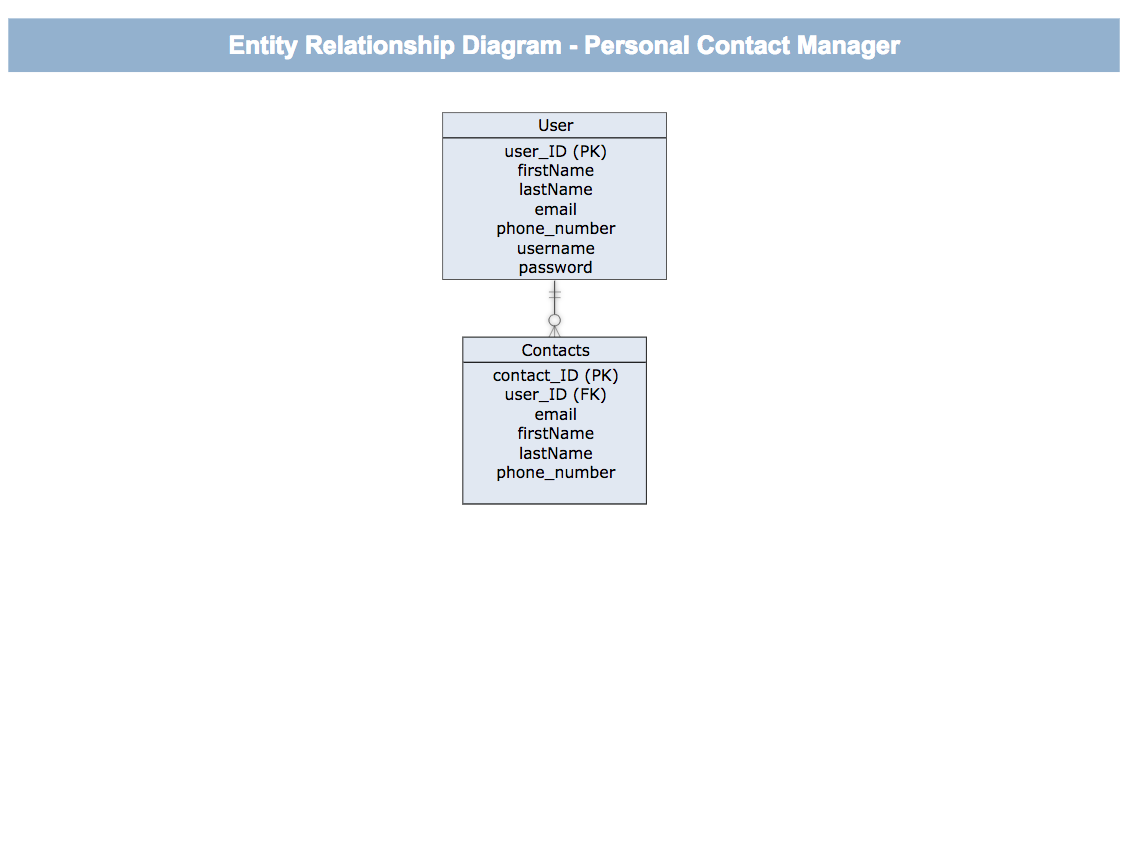 Entity Relationship Diagram - Personal Contact Manager
User
user_ID (PK)
firstName
lastName
email
phone_number
username
password
Contacts
contact_ID (PK)
user_ID (FK)
email
firstName
lastName
phone_number